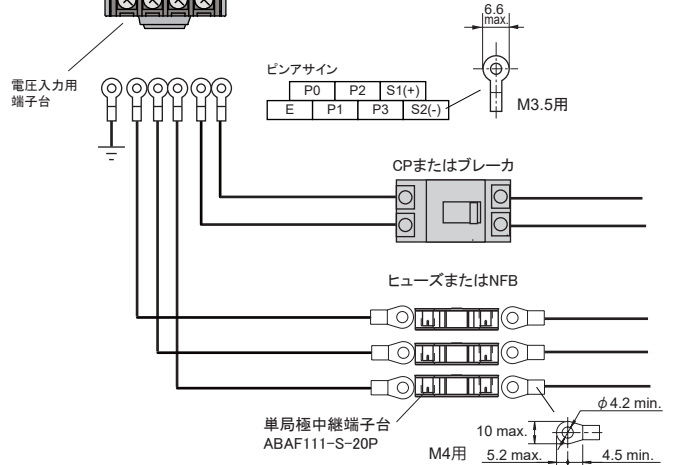 6.6
max.
電圧入力用
端子台
ピンアサイン
P0 P2 S1(+)
E P1 P3 S2(-)
M3.5用
CPまたはブレーカ
ヒューズまたはNFB
単局極中継端子台
ABAF111-S-20P
φ4.2 min.
10 max.
M4用
5.2 max.
4.5 min.